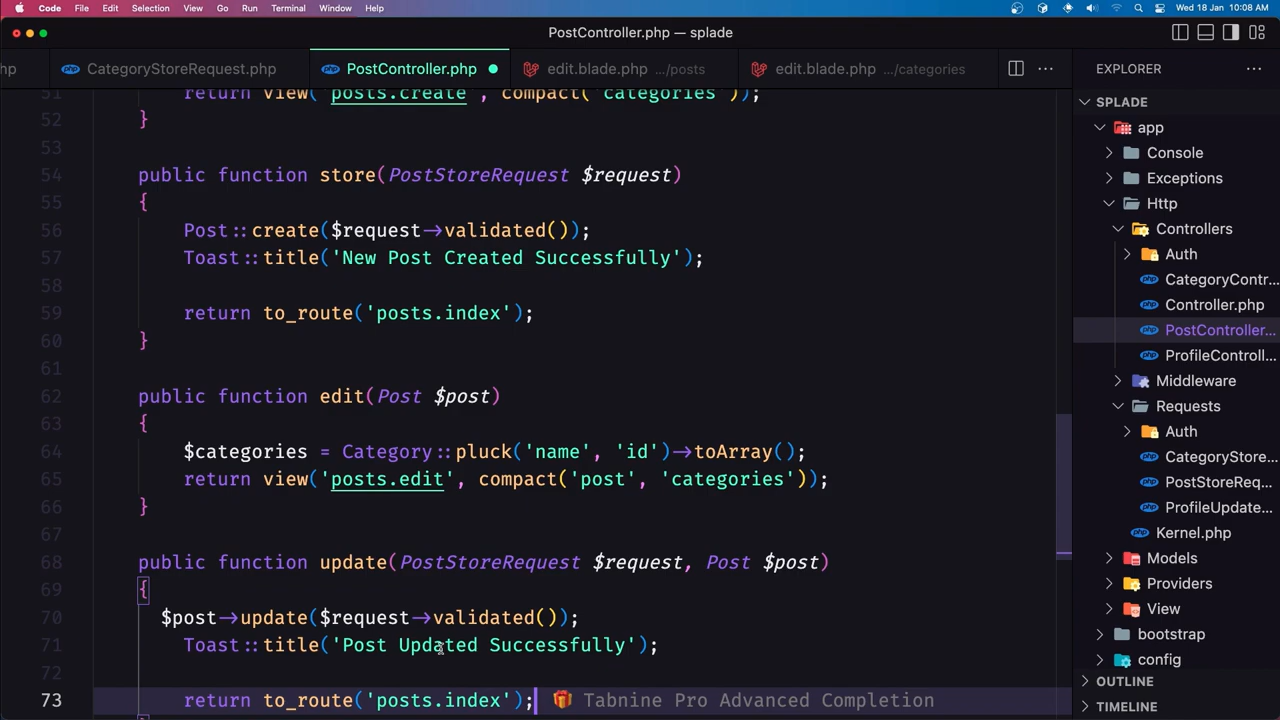 Code File Edit Selection View Go Run Terminal Window Help Wed 18 Jan 10:08 AM
PostController.php — splade
hp CategoryStoreRequest.php PostController.php edit.blade.php .../posts edit.blade.php .../categories ... EXPLORER ...
51 return view('posts.create', compact('categories'));
52 }
53
54 public function store(PostStoreRequest $request)
55 {
56 Post::create($request->validated());
57 Toast::title('New Post Created Successfully');
58
59 return to_route('posts.index');
60 }
61
62 public function edit(Post $post)
63 {
64 $categories = Category::pluck('name', 'id')->toArray();
65 return view('posts.edit', compact('post', 'categories'));
66 }
67
68 public function update(PostStoreRequest $request, Post $post)
69 {
70 $post->update($request->validated());
71 Toast::title('Post Updated Successfully');
72
73 return to_route('posts.index'); 🎁 Tabnine Pro Advanced Completion
SPLADE
app
Console
Exceptions
Http
Controllers
Auth
CategoryContr...
Controller.php
PostController...
ProfileControll...
Middleware
Requests
Auth
CategoryStore...
PostStoreReq...
ProfileUpdate...
Kernel.php
Models
Providers
View
bootstrap
config
OUTLINE
TIMELINE